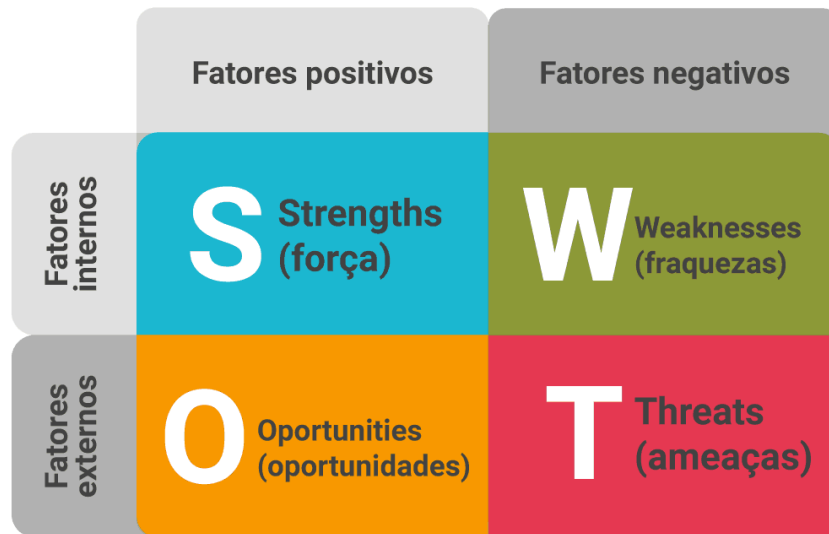 Fatores positivos
Fatores negativos
Fatores
internos
S
Strengths
(força)
W
Weaknesses
(fraquezas)
Fatores
externos
O
Oportunities
(oportunidades)
T
Threats
(ameaças)